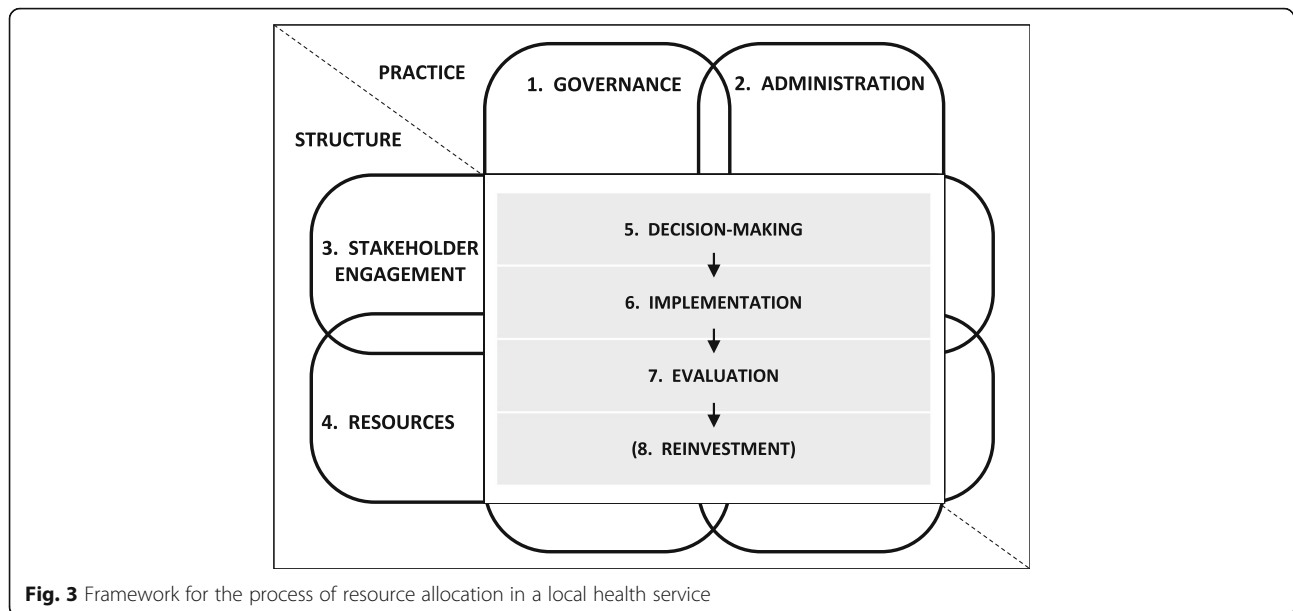 PRACTICE
STRUCTURE
1. GOVERNANCE
2. ADMINISTRATION
3. STAKEHOLDER
ENGAGEMENT
4. RESOURCES
5. DECISION-MAKING
6. IMPLEMENTATION
7. EVALUATION
(8. REINVESTMENT)
Fig. 3 Framework for the process of resource allocation in a local health service